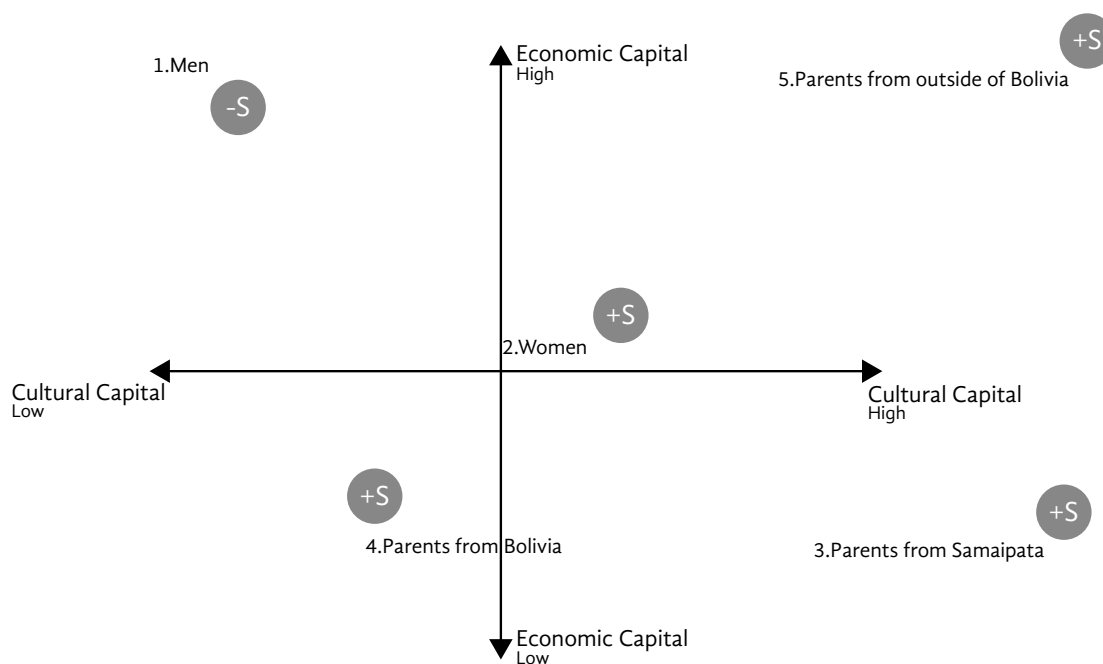 Economic Capital
High
+S
1.Men
5.Parents from outside of Bolivia
-S
+S
2.Women
Cultural Capital
Low
Cultural Capital
High
+S
+S
4.Parents from Bolivia
3.Parents from Samaipata
Economic Capital
Low